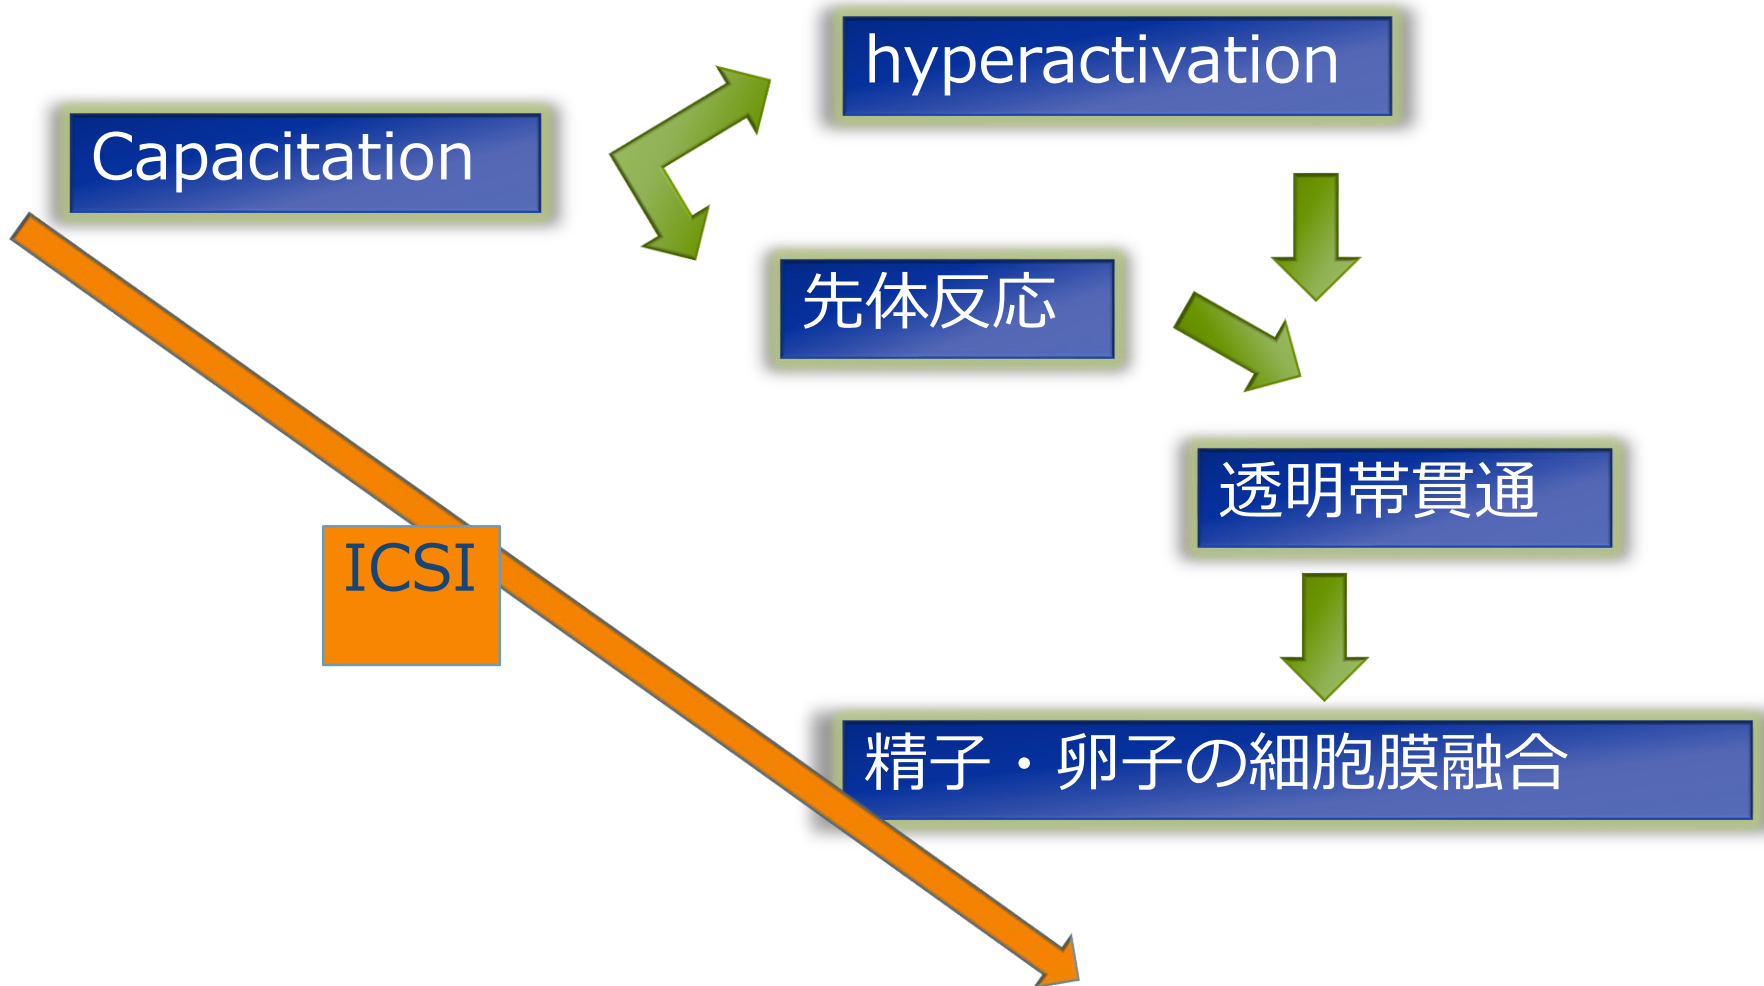 hyperactivation
Capacitation
先体反応
透明帯貫通
ICSI
精子・卵子の細胞膜融合